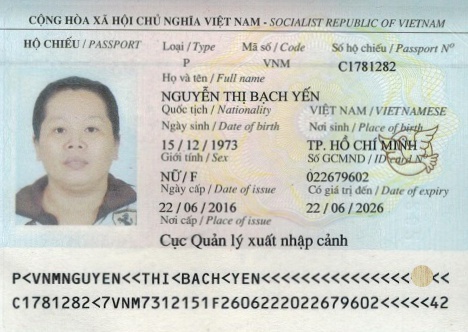 CỘNG HÒA XÃ HỘI CHỦ NGHĨA VIỆT NAM - SOCIALIST REPUBLIC OF VIETNAM
HỘ CHIẾU / PASSPORT Loại / Type Mã số / Code Số hộ chiếu / Passport Nº
P VNM C1781282
Họ và tên / Full name
NGUYỄN THỊ BẠCH YẾN
Quốc tịch / Nationality VIỆT NAM / VIETNAMESE
Ngày sinh / Date of birth Nơi sinh / Place of birth
15 / 12 / 1973 TP. HỒ CHÍ MINH
Giới tính / Sex Số GCMND / ID card Nº
NỮ / F 022679602
Ngày cấp / Date of issue Có giá trị đến / Date of expiry
22 / 06 / 2016 22 / 06 / 2026
Nơi cấp / Place of issue
Cục Quản lý xuất nhập cảnh
P<VNMNGUYEN<<THI<BACH<YEN<<<<<<<<<<<<<<<<<<<
C1781282<7VNM7312151F2606222022679602<<<<<42